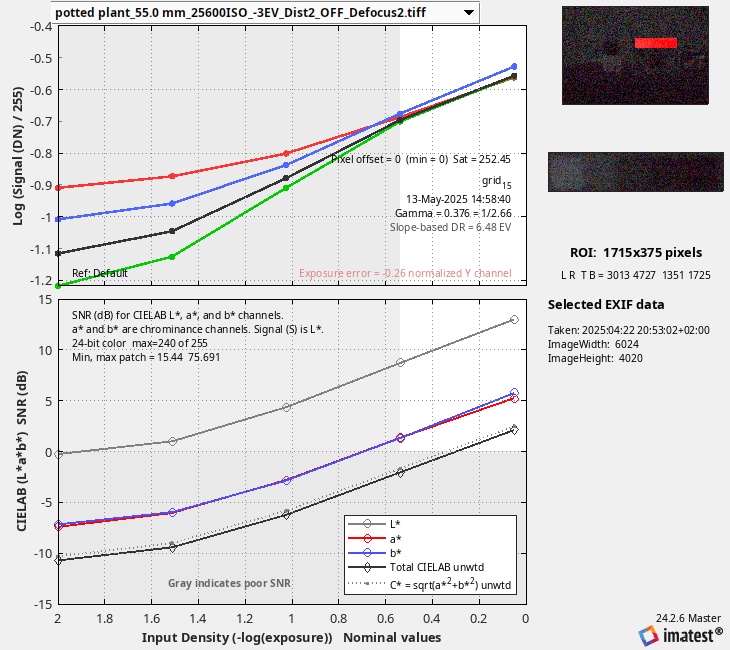 potted plant_55.0 mm_25600ISO_-3EV_Dist2_OFF_Defocus2.tiff
Log (Signal (DN) / 255)
-0.4
-0.5
-0.6
-0.7
-0.8
-0.9
-1
-1.1
-1.2
Pixel offset = 0 (min = 0) Sat = 252.45
grid15
13-May-2025 14:58:40
Gamma = 0.376 = 1/2.66
Slope-based DR = 6.48 EV
Ref: Default
Exposure error = -0.26 normalized Y channel
CIELAB (L*a*b*) SNR (dB)
15
10
5
0
-5
-10
-15
SNR (dB) for CIELAB L*, a*, and b* channels.
a* and b* are chrominance channels. Signal (S) is L*.
24-bit color max=240 of 255
Min, max patch = 15.44 75.691
Gray indicates poor SNR
L*
a*
b*
Total CIELAB unwtd
C* = sqrt(a*2+b*2) unwtd
2 1.8 1.6 1.4 1.2 1 0.8 0.6 0.4 0.2 0
Input Density (-log(exposure)) Nominal values
ROI: 1715x375 pixels
L R T B = 3013 4727 1351 1725
Selected EXIF data
Taken: 2025:04:22 20:53:02+02:00
ImageWidth: 6024
ImageHeight: 4020
24.2.6 Master
imatest®